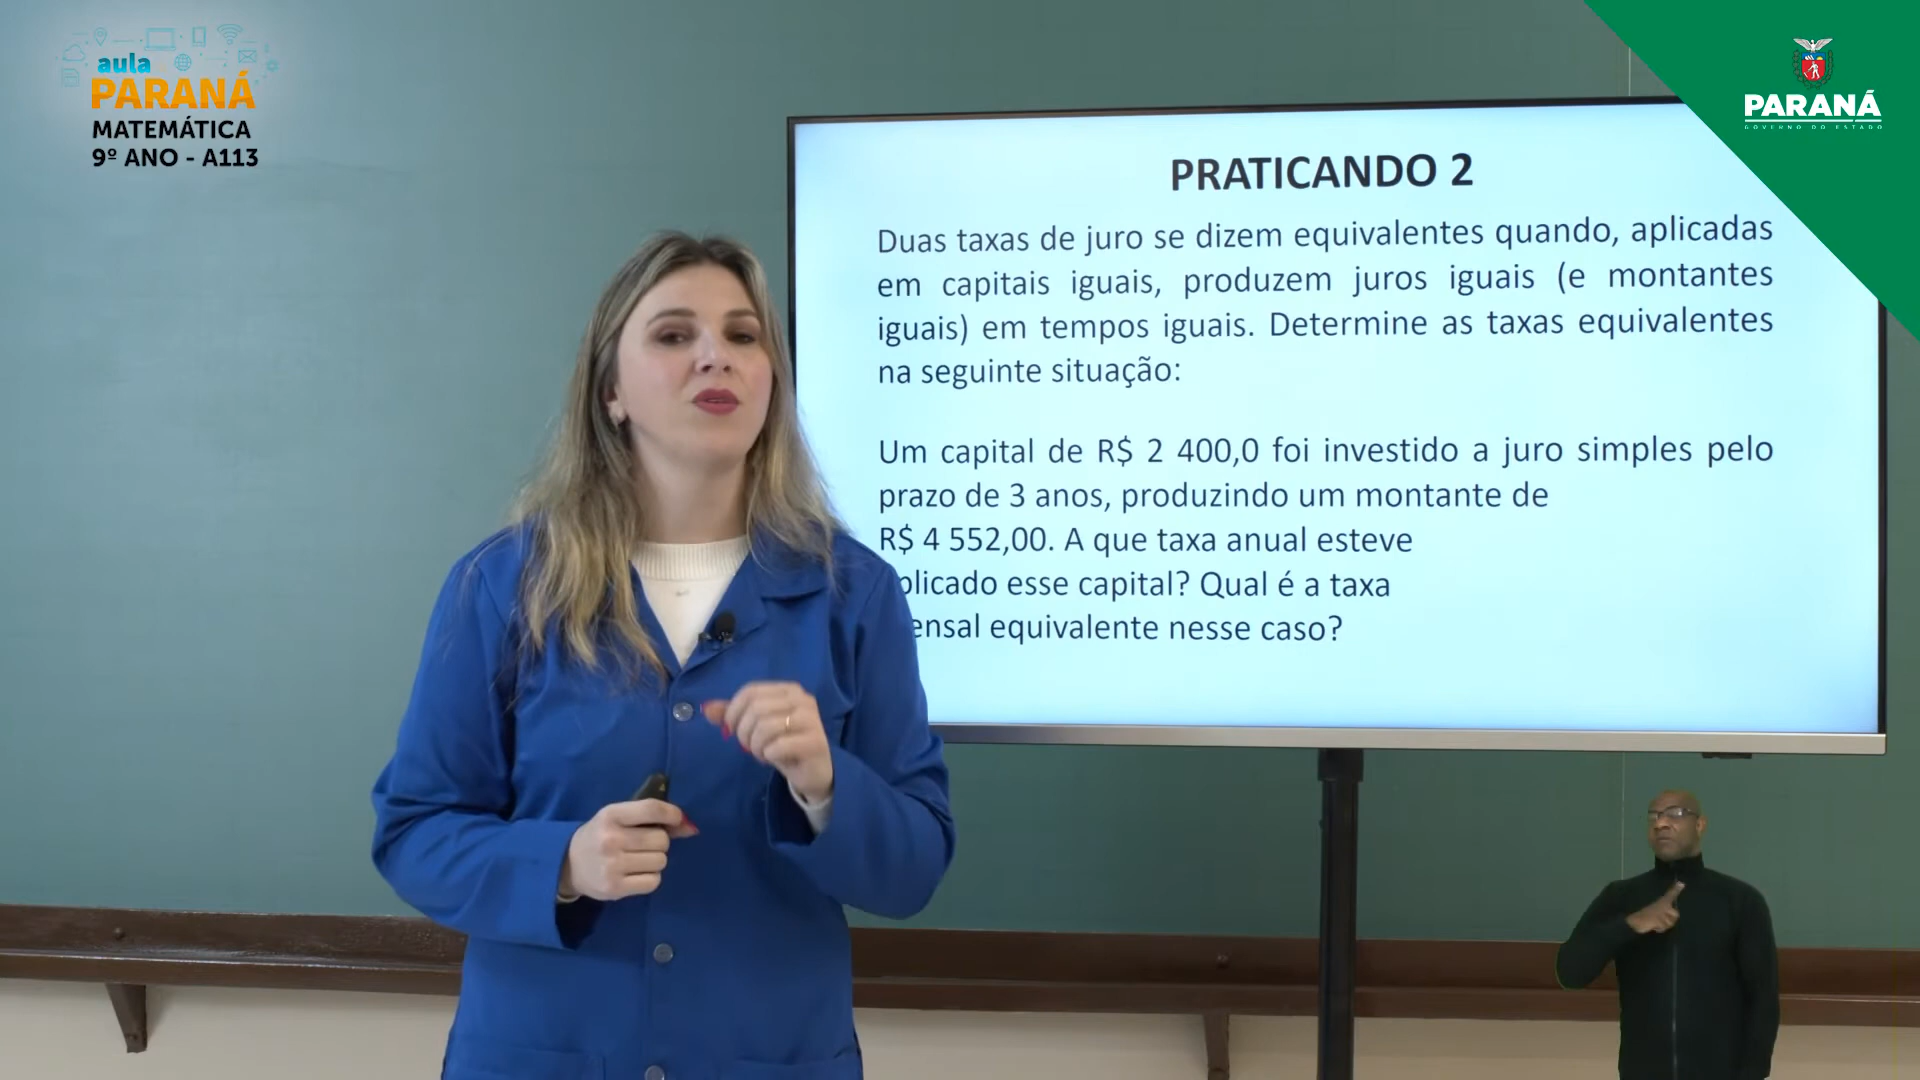 aula
PARANÁ
MATEMÁTICA
9º ANO - A113
PARANÁ
GOVERNO DO ESTADO
PRATICANDO 2
Duas taxas de juro se dizem equivalentes quando, aplicadas
em capitais iguais, produzem juros iguais (e montantes
iguais) em tempos iguais. Determine as taxas equivalentes
na seguinte situação:
Um capital de R$ 2 400,0 foi investido a juro simples pelo
prazo de 3 anos, produzindo um montante de
R$ 4 552,00. A que taxa anual esteve
plicado esse capital? Qual é a taxa
ensal equivalente nesse caso?